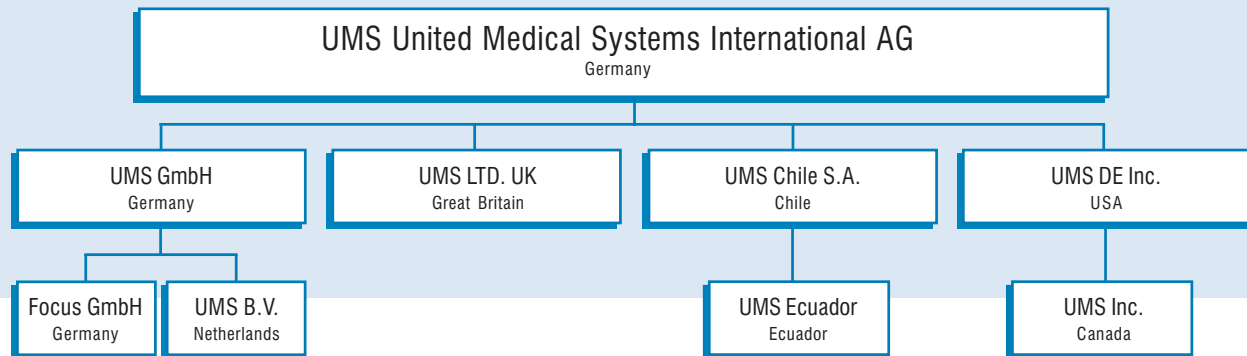 UMS United Medical Systems International AG
Germany
UMS GmbH
Germany
UMS LTD. UK
Great Britain
UMS Chile S.A.
Chile
UMS DE Inc.
USA
Focus GmbH
Germany
UMS B.V.
Netherlands
UMS Ecuador
Ecuador
UMS Inc.
Canada